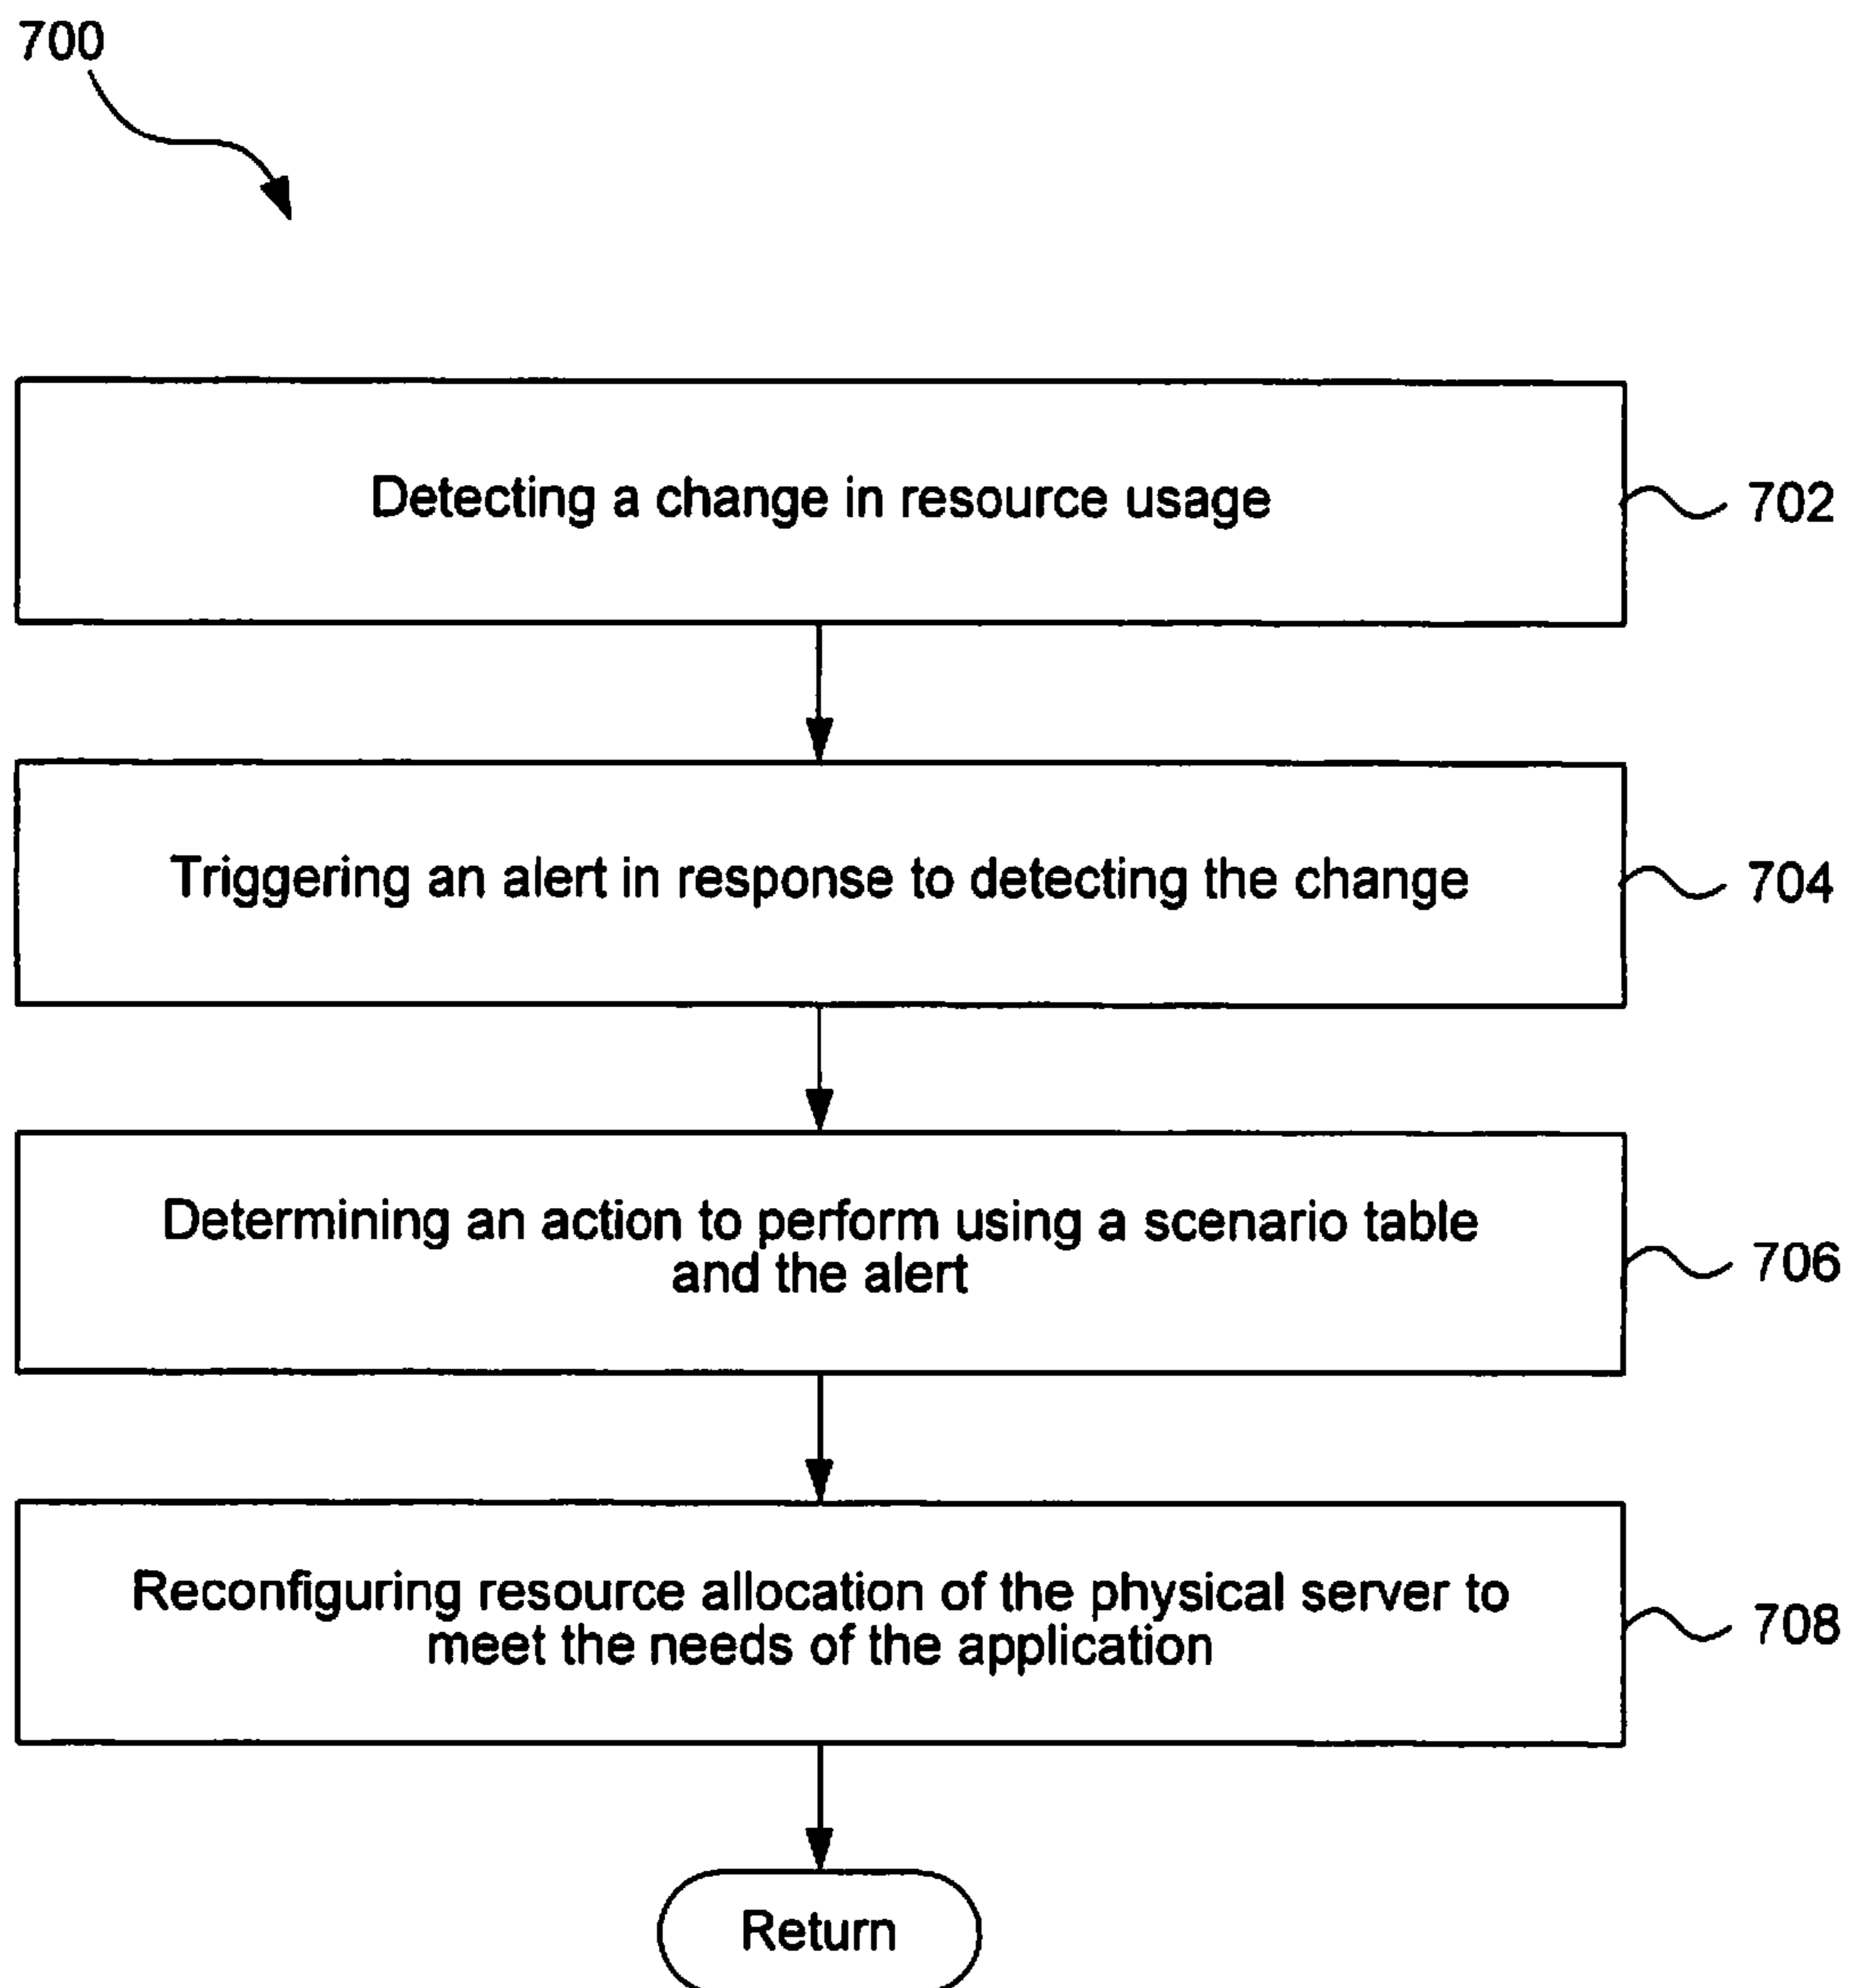 700
Detecting a change in resource usage
702
Triggering an alert in response to detecting the change
704
Determining an action to perform using a scenario table
and the alert
706
Reconfiguring resource allocation of the physical server to
meet the needs of the application
708
Return